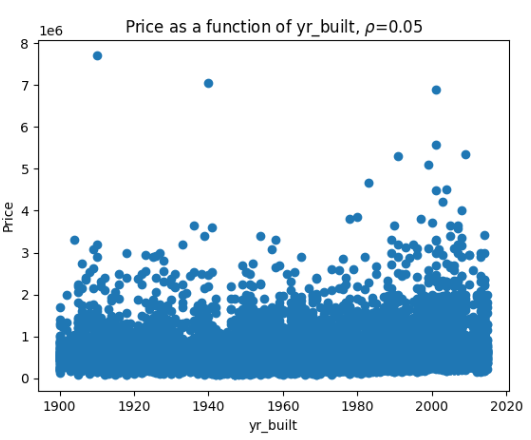 Price as a function of yr_built, ρ=0.05
1e6
8
7
6
5
4
3
2
1
0
Price
1900 1920 1940 1960 1980 2000 2020
yr_built